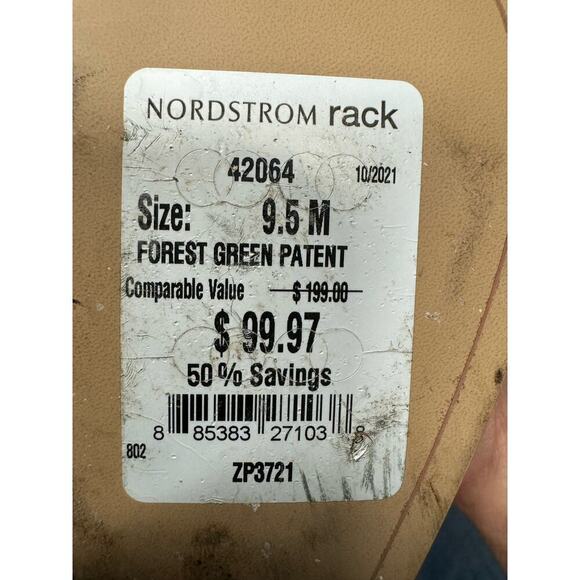 NORDSTROM rack
42064 10/2021
Size: 9.5 M
FOREST GREEN PATENT
Comparable Value $ 199.00
$ 99.97
50 % Savings
8 85383 27103 8
802
ZP3721